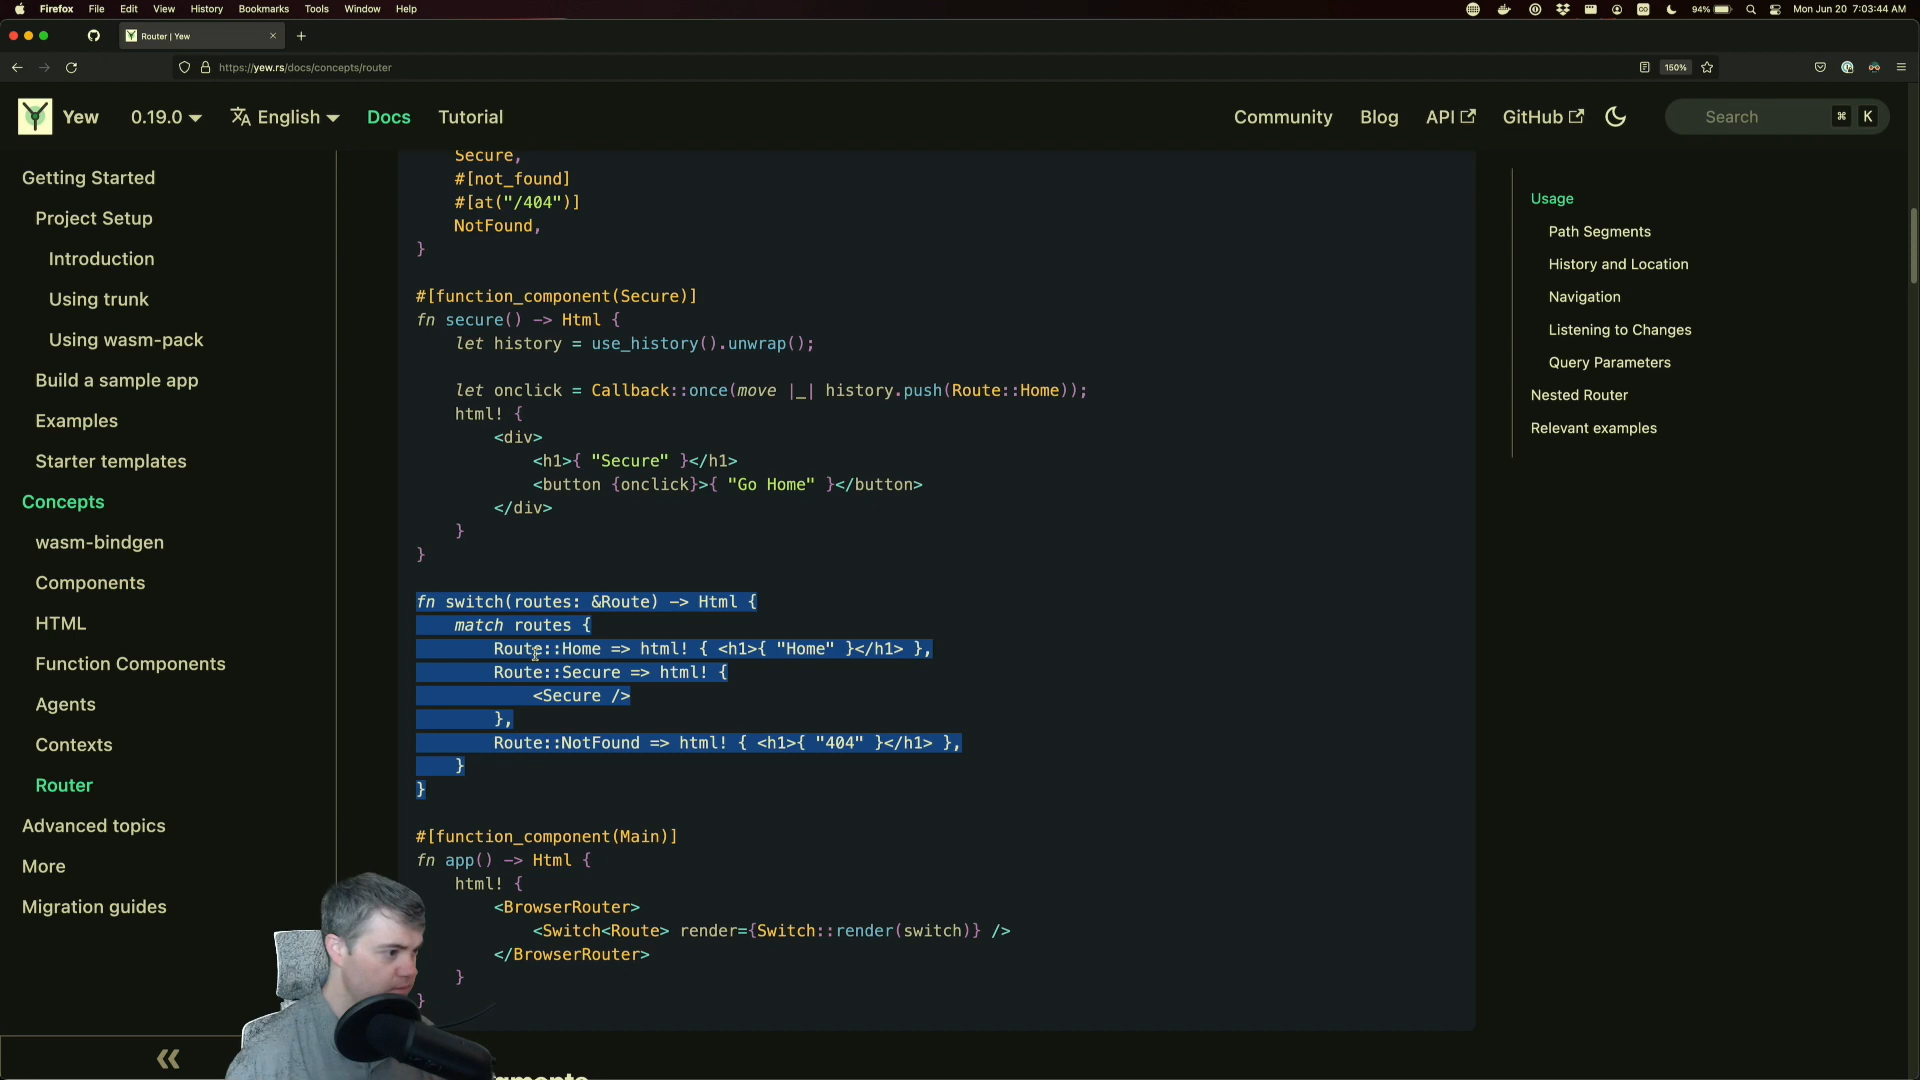 Firefox File Edit View History Bookmarks Tools Window Help 94% Mon Jun 20 7:03:44 AM
Router | Yew
https://yew.rs/docs/concepts/router 150%
Yew 0.19.0 English Docs Tutorial Community Blog API GitHub Search ⌘ K
Getting Started
Project Setup
Introduction
Using trunk
Using wasm-pack
Build a sample app
Examples
Starter templates
Concepts
wasm-bindgen
Components
HTML
Function Components
Agents
Contexts
Router
Advanced topics
More
Migration guides
Secure,
#[not_found]
#[at("/404")]
NotFound,
}
#[function_component(Secure)]
fn secure() -> Html {
let history = use_history().unwrap();
let onclick = Callback::once(move |_| history.push(Route::Home));
html! {
<div>
<h1>{ "Secure" }</h1>
<button {onclick}>{ "Go Home" }</button>
</div>
}
}
fn switch(routes: &Route) -> Html {
match routes {
Route::Home => html! { <h1>{ "Home" }</h1> },
Route::Secure => html! {
<Secure />
},
Route::NotFound => html! { <h1>{ "404" }</h1> },
}
}
#[function_component(Main)]
fn app() -> Html {
html! {
<BrowserRouter>
<Switch<Route> render={Switch::render(switch)} />
</BrowserRouter>
}
}
Usage
Path Segments
History and Location
Navigation
Listening to Changes
Query Parameters
Nested Router
Relevant examples